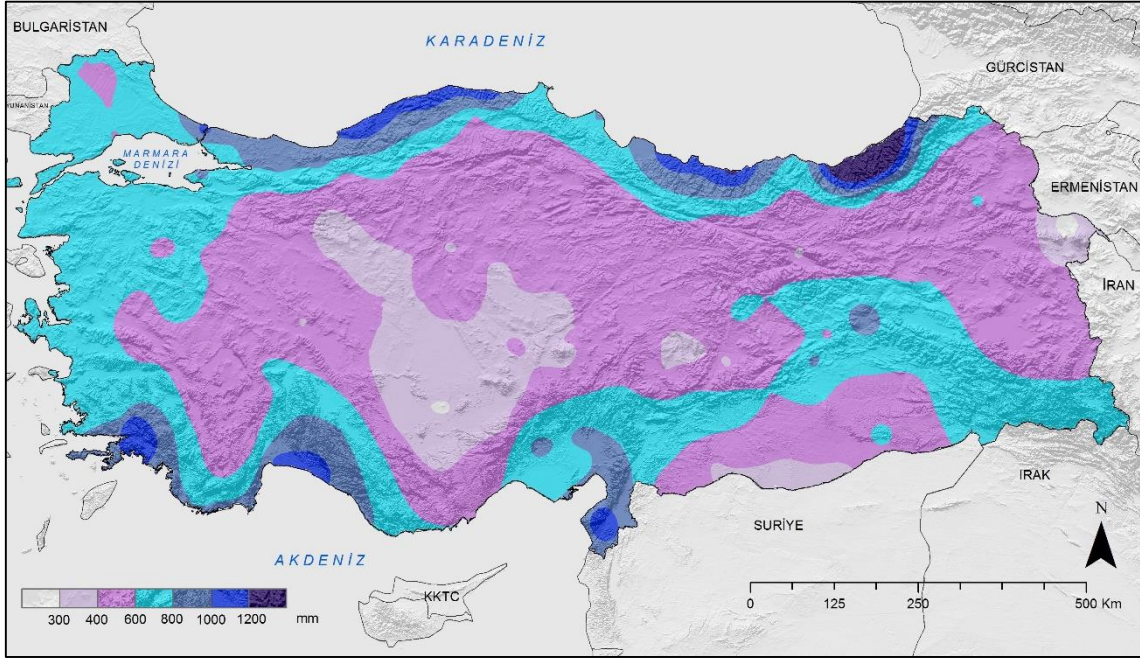 BULGARİSTAN
KARADENİZ
GÜRCİSTAN
YUNANİSTAN
MARMARA
DENİZİ
ERMENİSTAN
İRAN
IRAK
SURİYE
N
AKDENİZ
KKTC
300 400 600 800 1000 1200 mm
0 125 250 500 Km